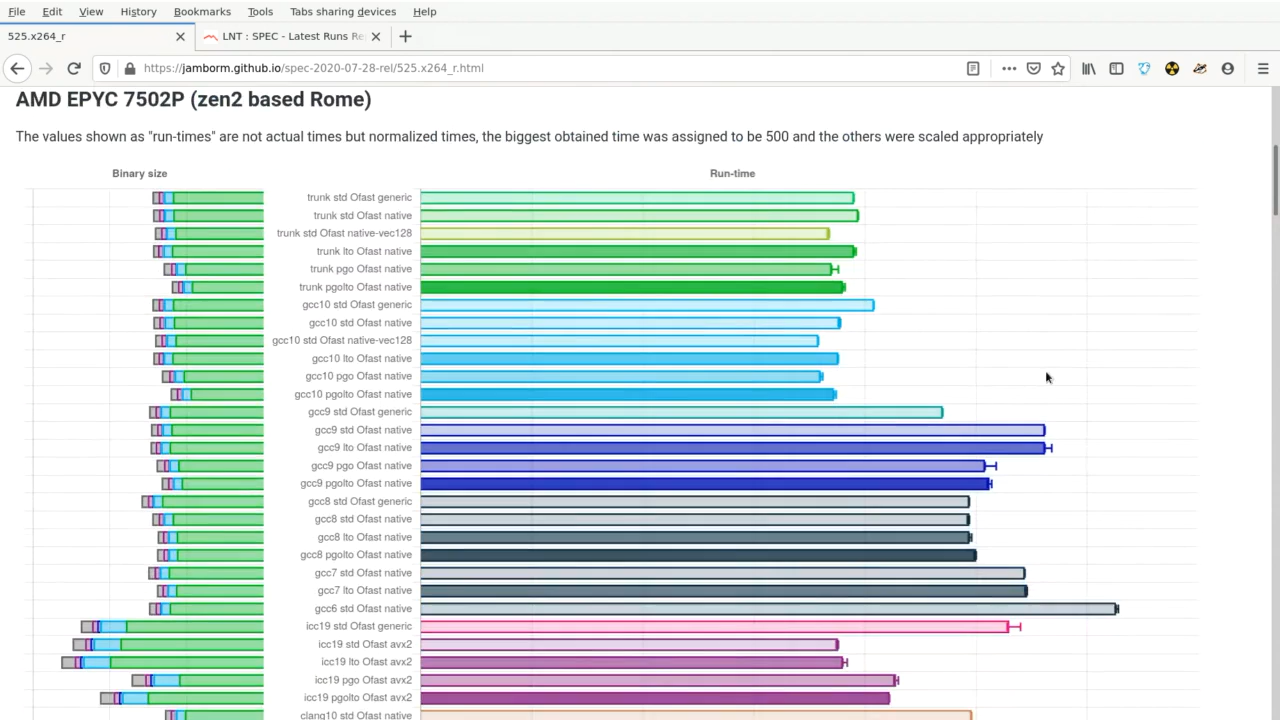 File Edit View History Bookmarks Tools Tabs sharing devices Help
525.x264_r
LNT : SPEC - Latest Runs Re
https://jamborm.github.io/spec-2020-07-28-rel/525.x264_r.html
AMD EPYC 7502P (zen2 based Rome)
The values shown as "run-times" are not actual times but normalized times, the biggest obtained time was assigned to be 500 and the others were scaled appropriately
Binary size
Run-time
trunk std Ofast generic
trunk std Ofast native
trunk std Ofast native-vec128
trunk lto Ofast native
trunk pgo Ofast native
trunk pgolto Ofast native
gcc10 std Ofast generic
gcc10 std Ofast native
gcc10 std Ofast native-vec128
gcc10 lto Ofast native
gcc10 pgo Ofast native
gcc10 pgolto Ofast native
gcc9 std Ofast generic
gcc9 std Ofast native
gcc9 lto Ofast native
gcc9 pgo Ofast native
gcc9 pgolto Ofast native
gcc8 std Ofast generic
gcc8 std Ofast native
gcc8 lto Ofast native
gcc8 pgolto Ofast native
gcc7 std Ofast native
gcc7 lto Ofast native
gcc6 std Ofast native
icc19 std Ofast generic
icc19 std Ofast avx2
icc19 lto Ofast avx2
icc19 pgo Ofast avx2
icc19 pgolto Ofast avx2
clang10 std Ofast native